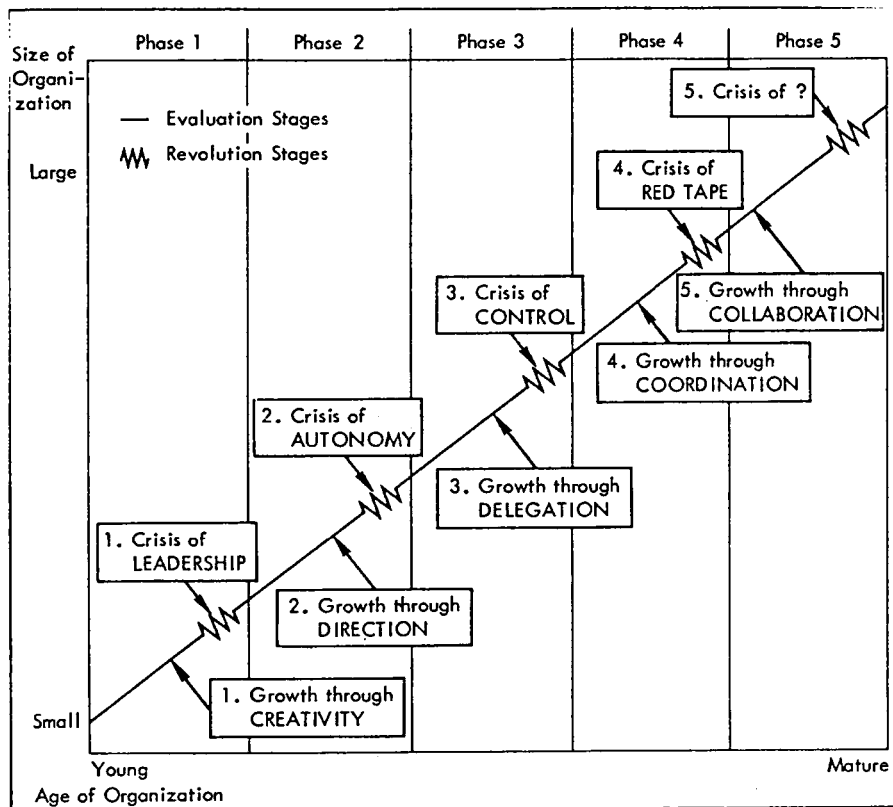 Phase 1
Phase 2
Phase 3
Phase 4
Phase 5
Size of
Organi-
zation
— Evaluation Stages
Revolution Stages
Large
5. Crisis of ?
4. Crisis of
RED TAPE
3. Crisis of
CONTROL
5. Growth through
COLLABORATION
4. Growth through
COORDINATION
2. Crisis of
AUTONOMY
3. Growth through
DELEGATION
1. Crisis of
LEADERSHIP
2. Growth through
DIRECTION
1. Growth through
CREATIVITY
Small
Young
Mature
Age of Organization